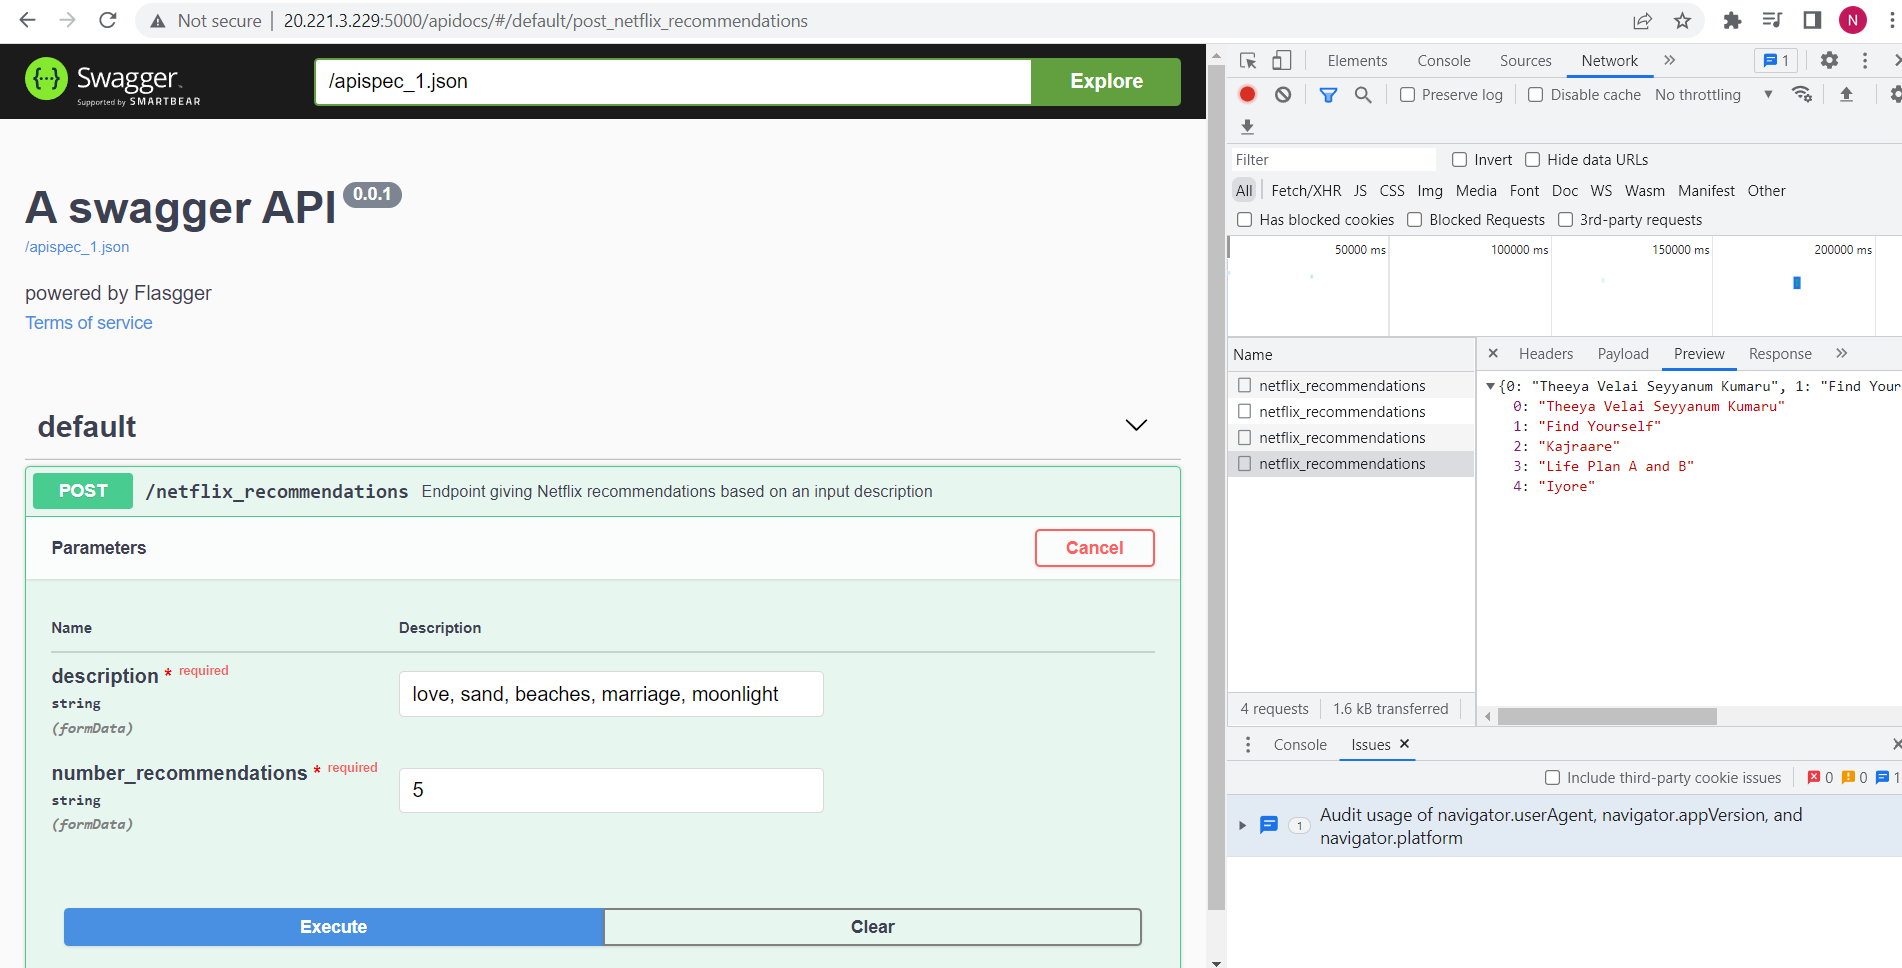 Not secure | 20.221.3.229:5000/apidocs/#/default/post_netflix_recommendations
N
Swagger
Supported by SMARTBEAR
/apispec_1.json
Explore
A swagger API 0.0.1
/apispec_1.json
powered by Flasgger
Terms of service
default
POST /netflix_recommendations Endpoint giving Netflix recommendations based on an input description
Parameters
Cancel
Name Description
description * required
string
(formData)
love, sand, beaches, marriage, moonlight
number_recommendations * required
string
(formData)
5
Execute
Clear
Elements Console Sources Network » 1
Preserve log Disable cache No throttling
Filter Invert Hide data URLs
All Fetch/XHR JS CSS Img Media Font Doc WS Wasm Manifest Other
Has blocked cookies Blocked Requests 3rd-party requests
50000 ms 100000 ms 150000 ms 200000 ms
Name
netflix_recommendations
netflix_recommendations
netflix_recommendations
netflix_recommendations
4 requests 1.6 kB transferred
× Headers Payload Preview Response »
{0: "Theeya Velai Seyyanum Kumaru", 1: "Find Your
0: "Theeya Velai Seyyanum Kumaru"
1: "Find Yourself"
2: "Kajraare"
3: "Life Plan A and B"
4: "Iyore"
Console Issues ×
Include third-party cookie issues 0 0 1
1 Audit usage of navigator.userAgent, navigator.appVersion, and
navigator.platform